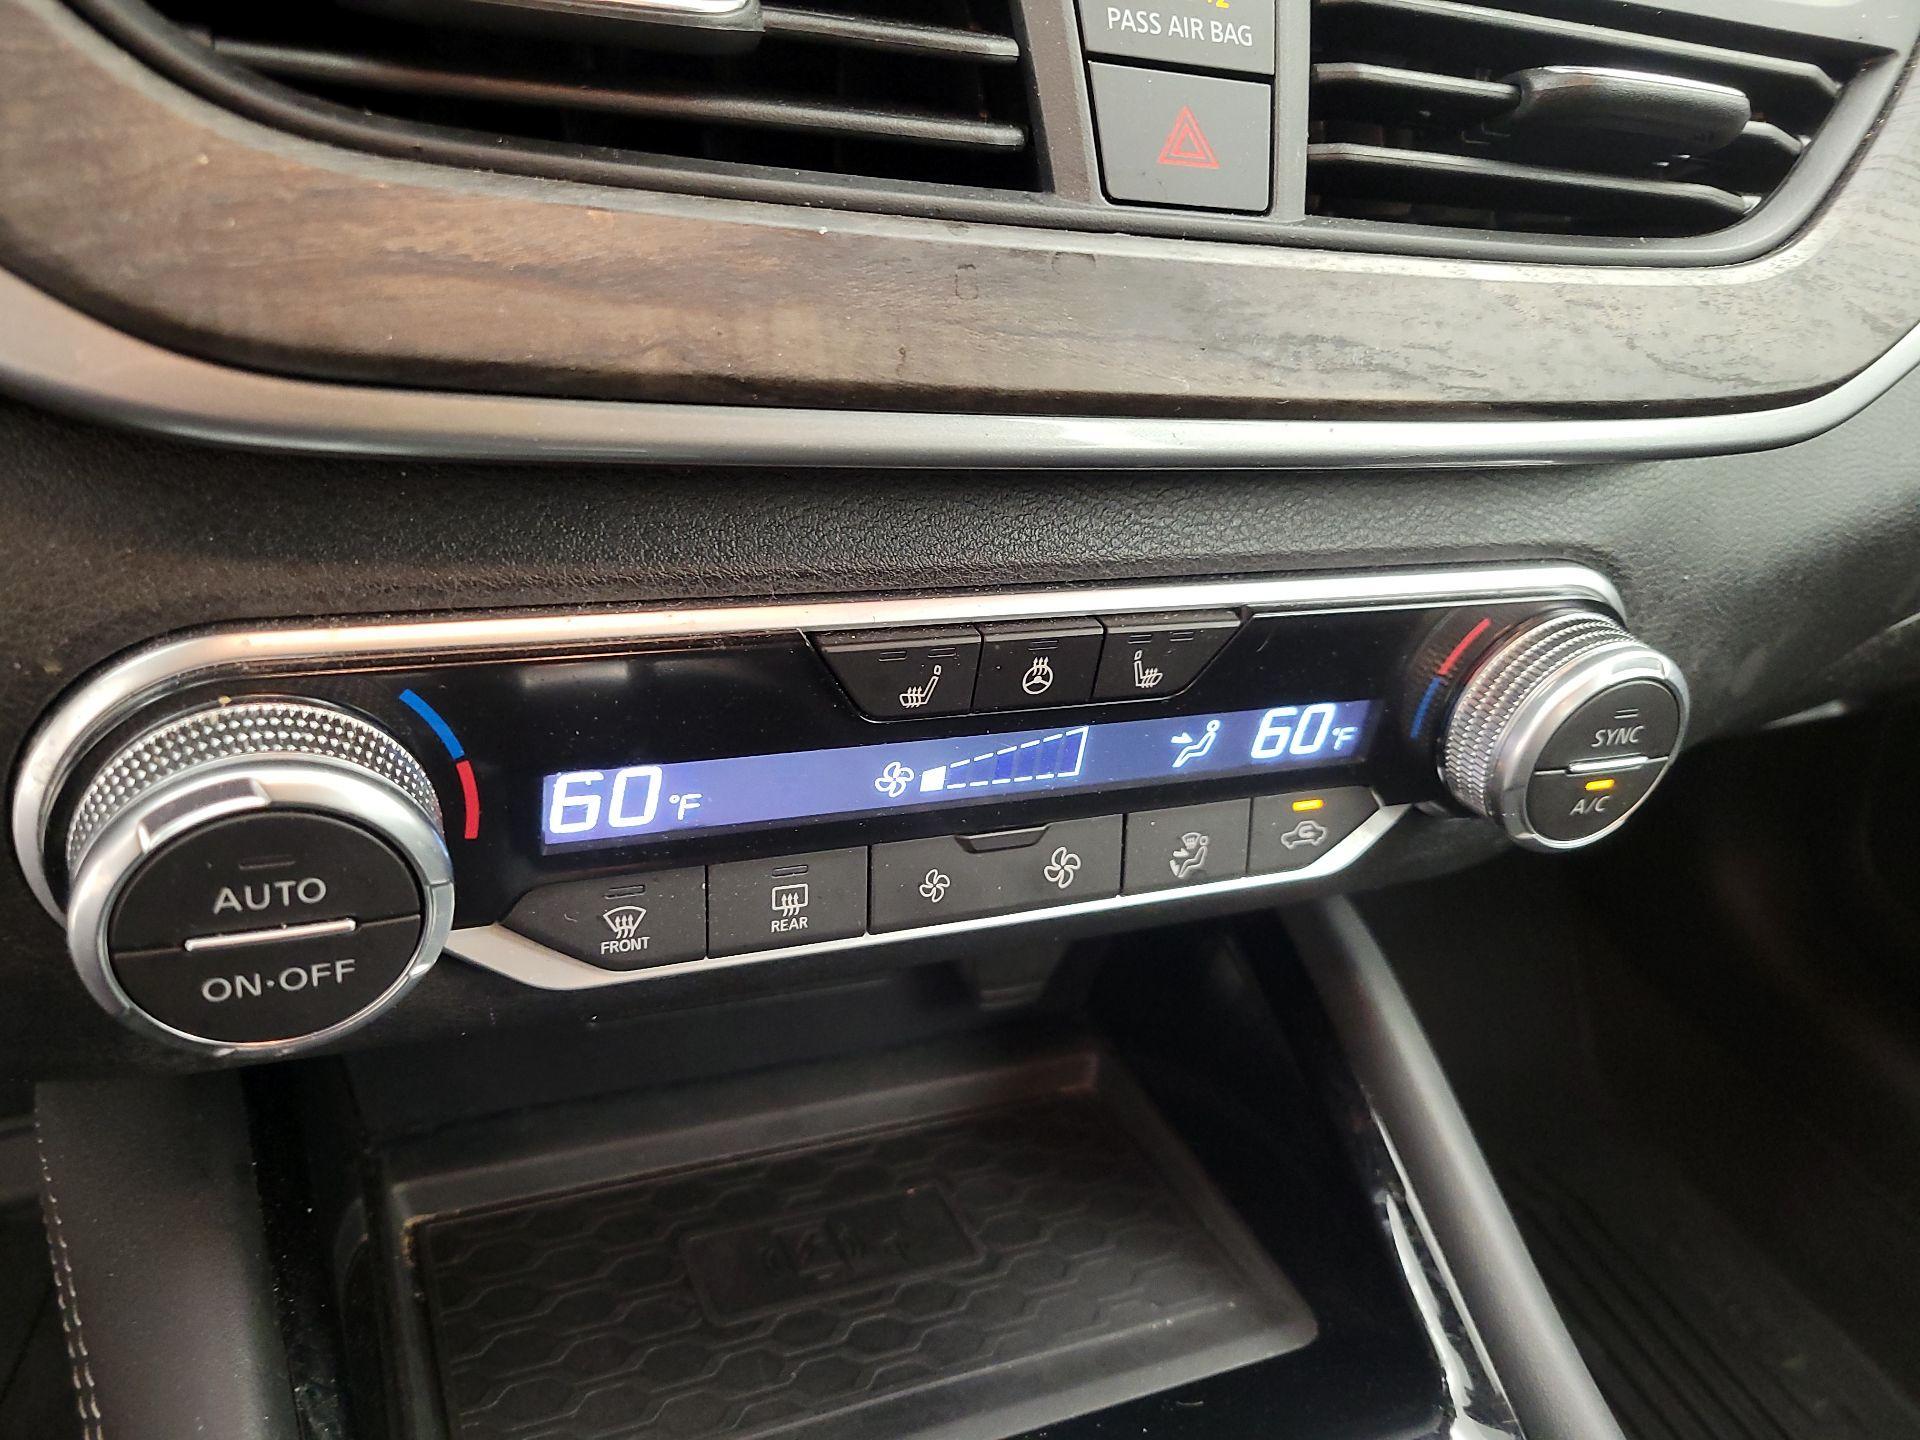 PASS AIR BAG
60°F
60°F
SYNC
A/C
AUTO
ON·OFF
FRONT
REAR